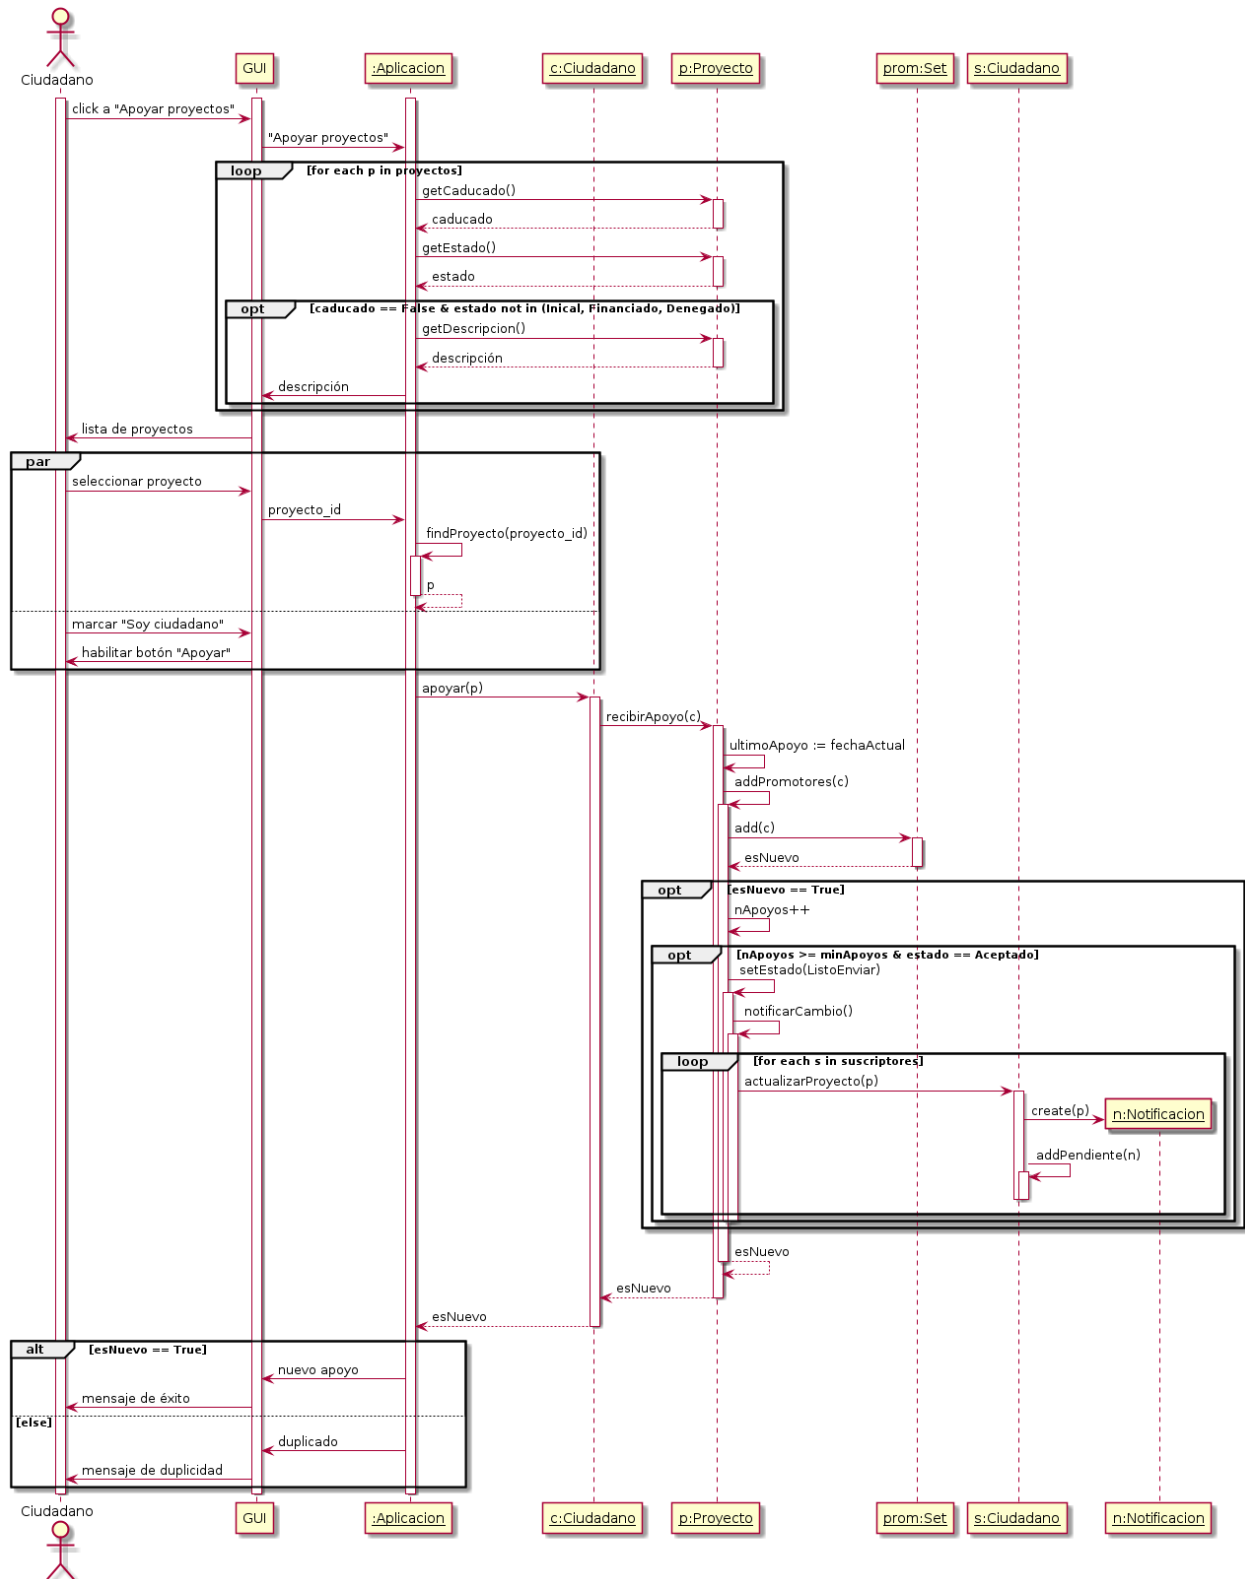 Ciudadano
GUI
:Aplicacion
c:Ciudadano
p:Proyecto
prom:Set
s:Ciudadano
click a "Apoyar proyectos"
"Apoyar proyectos"
loop
[for each p in proyectos]
getCaducado()
caducado
getEstado()
estado
opt
[caducado == False & estado not in (Inical, Financiado, Denegado)]
getDescripcion()
descripción
descripción
lista de proyectos
par
seleccionar proyecto
proyecto_id
findProyecto(proyecto_id)
p
marcar "Soy ciudadano"
habilitar botón "Apoyar"
apoyar(p)
recibirApoyo(c)
ultimoApoyo := fechaActual
addPromotores(c)
add(c)
esNuevo
opt
[esNuevo == True]
nApoyos++
opt
[nApoyos >= minApoyos & estado == Aceptado]
setEstado(ListoEnviar)
notificarCambio()
loop
[for each s in suscriptores]
actualizarProyecto(p)
create(p)
n:Notificacion
addPendiente(n)
esNuevo
esNuevo
esNuevo
alt
[esNuevo == True]
nuevo apoyo
mensaje de éxito
[else]
duplicado
mensaje de duplicidad
Ciudadano
GUI
:Aplicacion
c:Ciudadano
p:Proyecto
prom:Set
s:Ciudadano
n:Notificacion